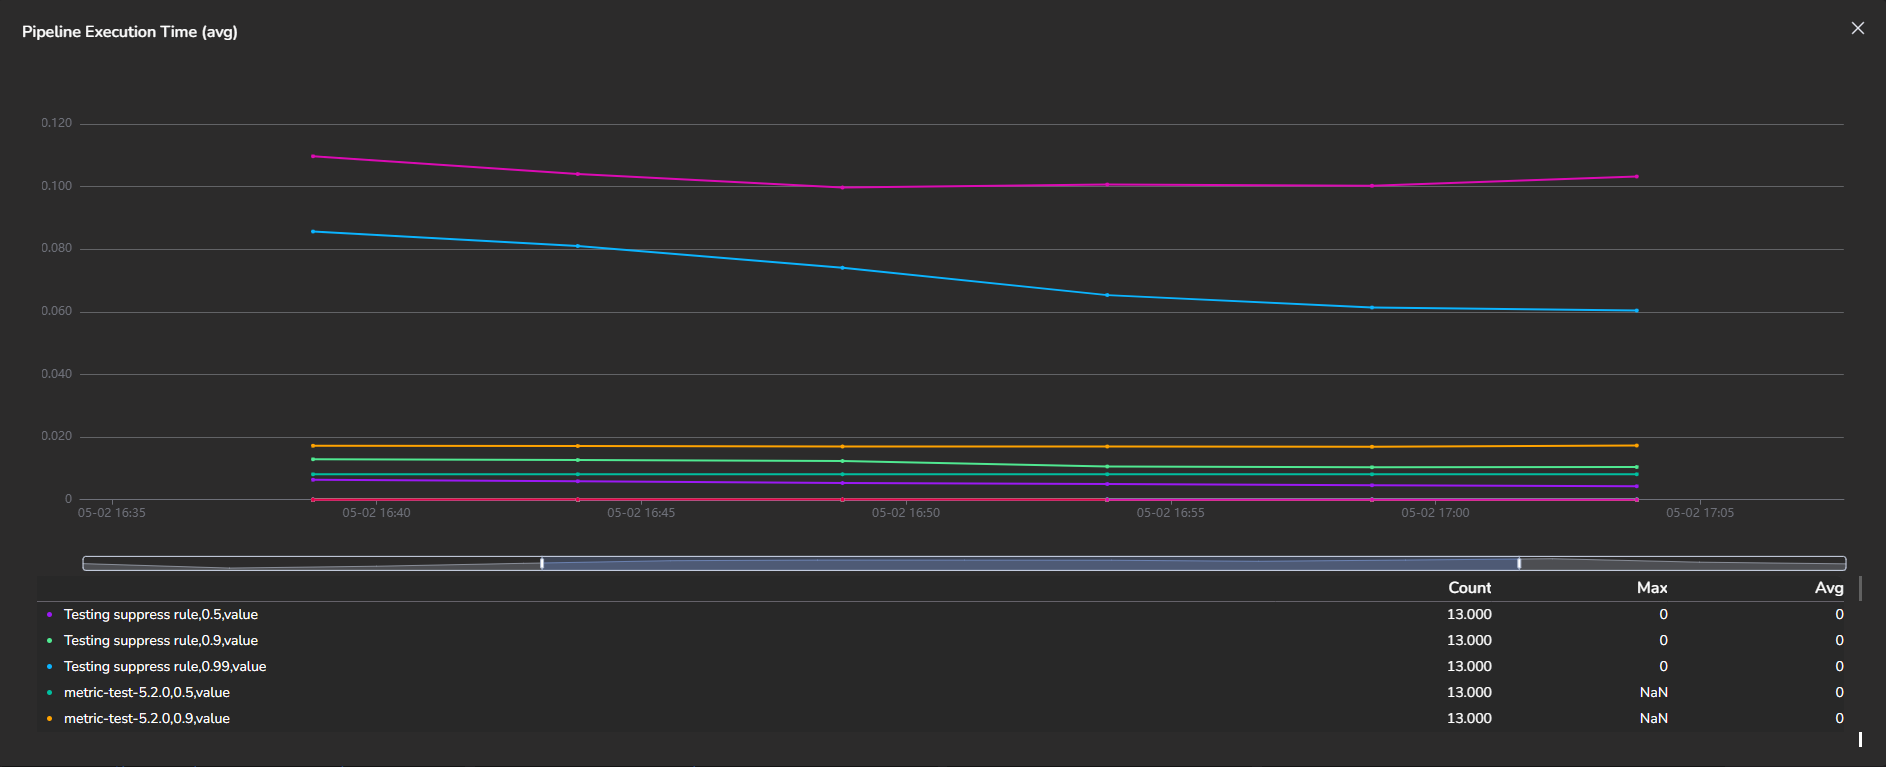 Pipeline Execution Time (avg)
0.120
0.100
0.080
0.060
0.040
0.020
0
05-02 16:35 05-02 16:40 05-02 16:45 05-02 16:50 05-02 16:55 05-02 17:00 05-02 17:05
Count Max Avg
Testing suppress rule,0.5,value 13.000 0 0
Testing suppress rule,0.9,value 13.000 0 0
Testing suppress rule,0.99,value 13.000 0 0
metric-test-5.2.0,0.5,value 13.000 NaN 0
metric-test-5.2.0,0.9,value 13.000 NaN 0